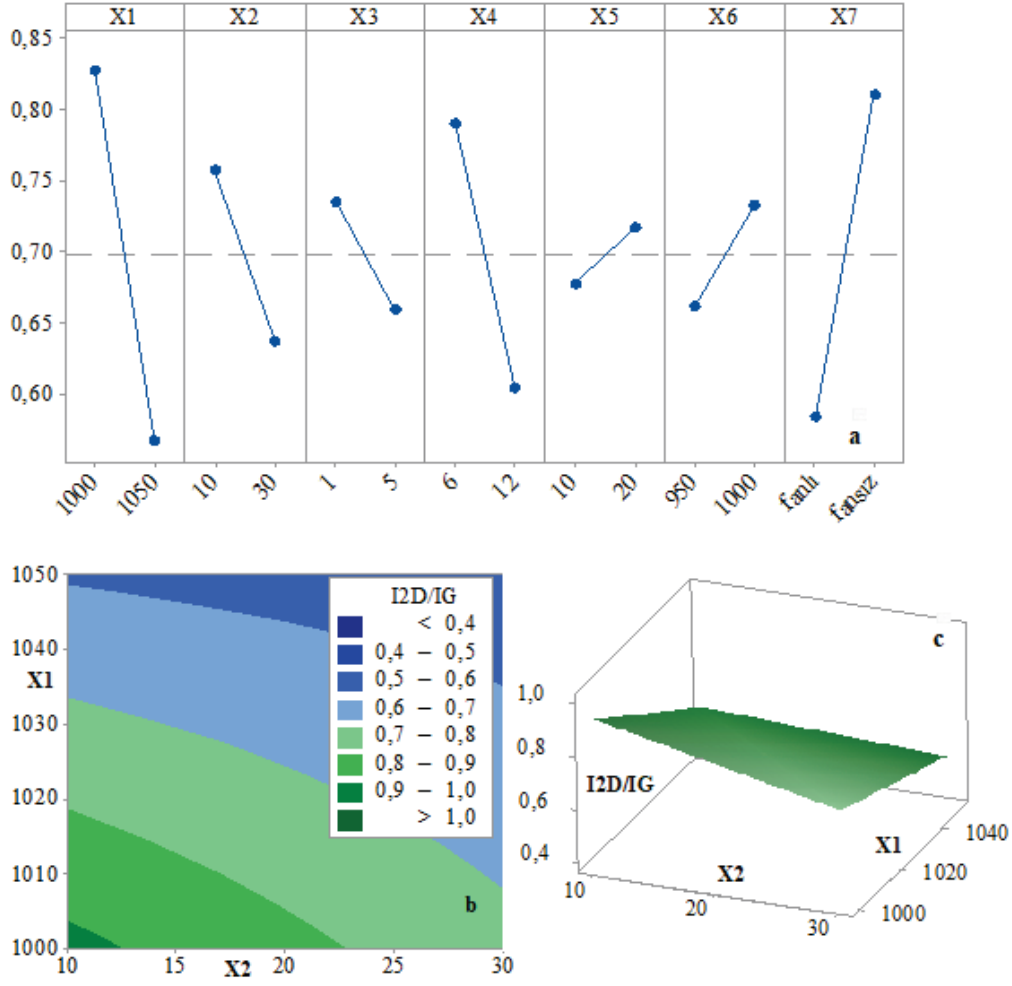 X1 X2 X3 X4 X5 X6 X7
0,85
0,80
0,75
0,70
0,65
0,60
a
1000 1050 10 30 1 5 6 12 10 20 950 1000 fanlı fansız
1050
1040
X1
1030
1020
1010
1000
10 15 X2 20 25 30
I2D/IG
< 0,4
0,4 – 0,5
0,5 – 0,6
0,6 – 0,7
0,7 – 0,8
0,8 – 0,9
0,9 – 1,0
> 1,0
b
c
1,0
0,8
I2D/IG
0,6
0,4
10
20
30
X2
X1
1040
1020
1000